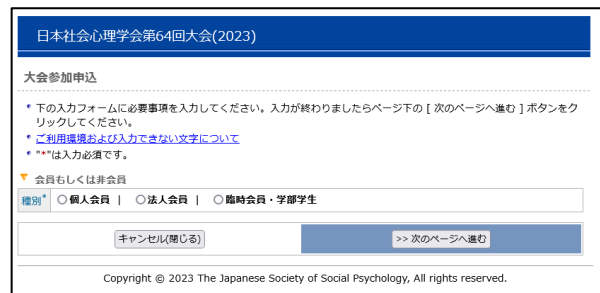 日本社会心理学会第64回大会(2023)
大会参加申込
下の入力フォームに必要事項を入力してください。入力が終わりましたらページ下の [ 次のページへ進む ] ボタンをク
リックしてください。
ご利用環境および入力できない文字について
"*"は入力必須です。
会員もしくは非会員
種別* 個人会員 | 法人会員 | 臨時会員・学部学生
キャンセル(閉じる) >> 次のページへ進む
Copyright © 2023 The Japanese Society of Social Psychology, All rights reserved.